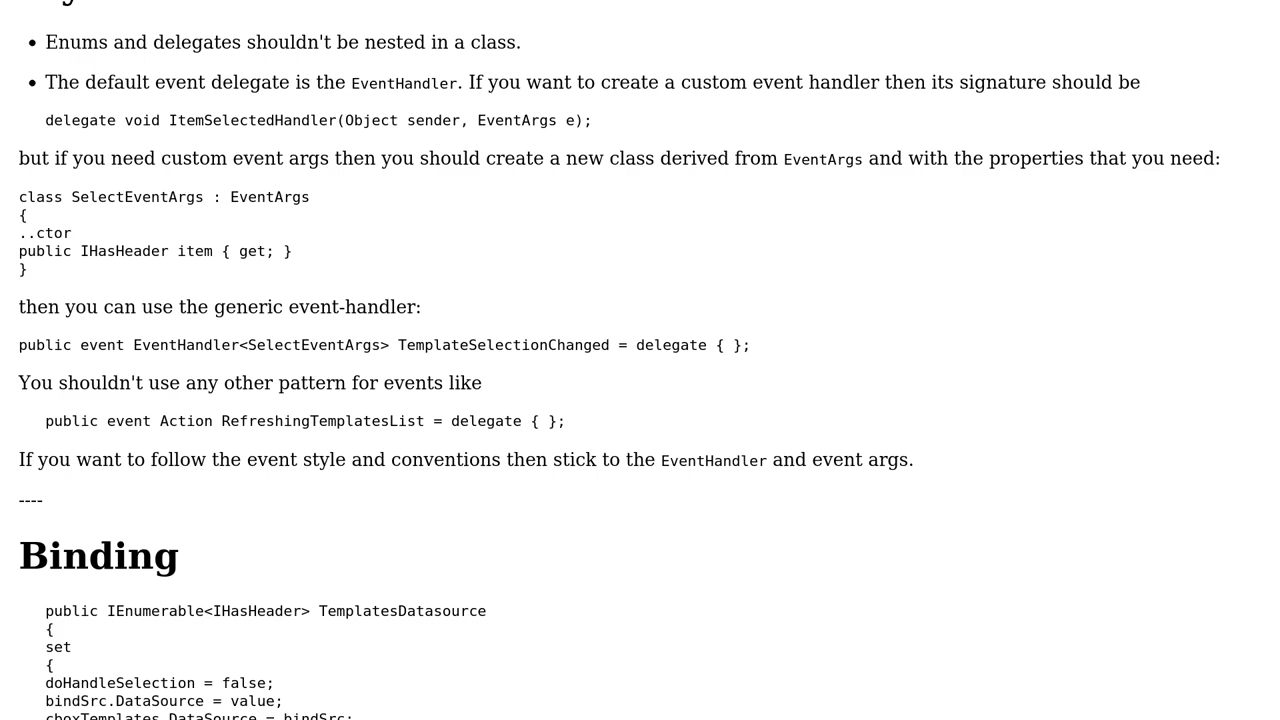 Enums and delegates shouldn't be nested in a class.
The default event delegate is the EventHandler. If you want to create a custom event handler then its signature should be
delegate void ItemSelectedHandler(Object sender, EventArgs e);
but if you need custom event args then you should create a new class derived from EventArgs and with the properties that you need:
class SelectEventArgs : EventArgs
{
..ctor
public IHasHeader item { get; }
}
then you can use the generic event-handler:
public event EventHandler<SelectEventArgs> TemplateSelectionChanged = delegate { };
You shouldn't use any other pattern for events like
public event Action RefreshingTemplatesList = delegate { };
If you want to follow the event style and conventions then stick to the EventHandler and event args.
----
Binding
public IEnumerable<IHasHeader> TemplatesDatasource
{
set
{
doHandleSelection = false;
bindSrc.DataSource = value;
cboxTemplates.DataSource = bindSrc;